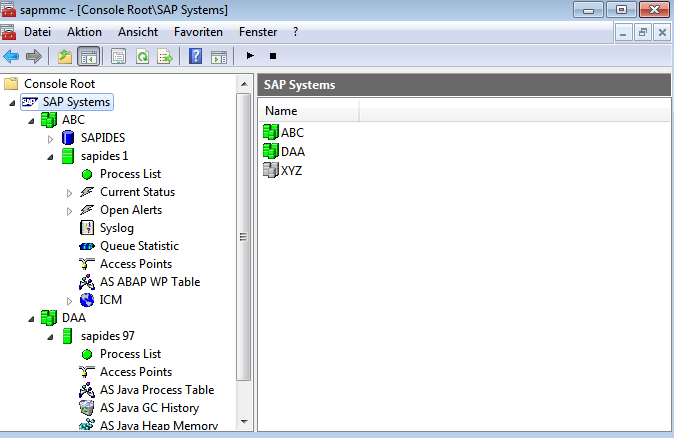 sapmmc - [Console Root\SAP Systems]
Datei Aktion Ansicht Favoriten Fenster ?
Console Root
SAP SAP Systems
ABC
SAPIDES
sapides 1
Process List
Current Status
Open Alerts
Syslog
Queue Statistic
Access Points
AS ABAP WP Table
ICM
DAA
sapides 97
Process List
Access Points
AS Java Process Table
AS Java GC History
AS Java Heap Memory
SAP Systems
Name
ABC
DAA
XYZ